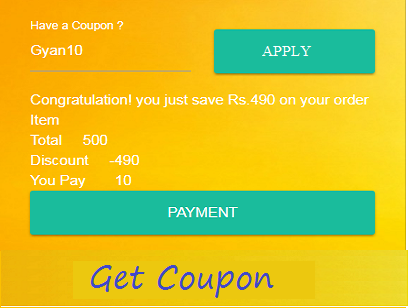 Have a Coupon ?
Gyan10
APPLY
Congratulation! you just save Rs.490 on your order
Item
Total 500
Discount -490
You Pay 10
PAYMENT
Get Coupon